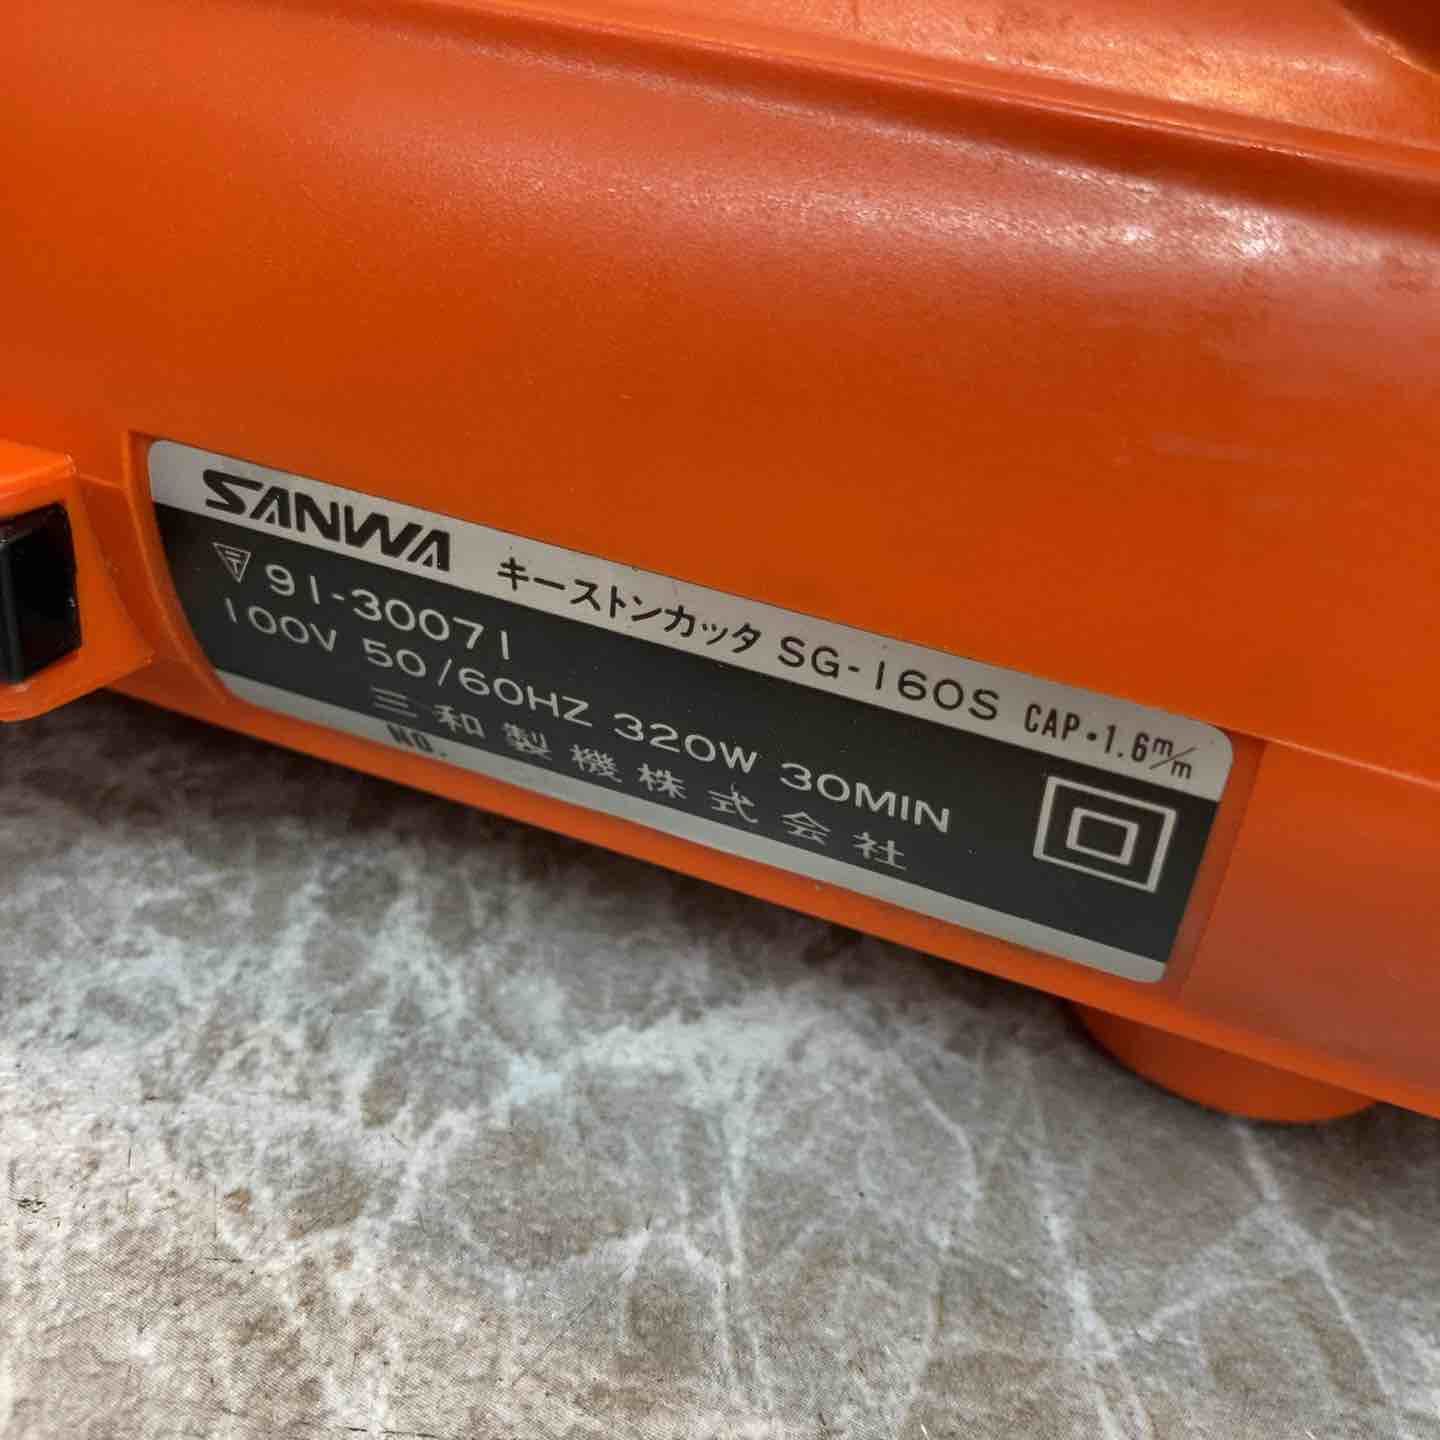 SANWA キーストンカッタ SG-160S CAP・1.6m/m
〒 91-30071
100V 50/60HZ 320W 30MIN
三和製機株式会社
NO.